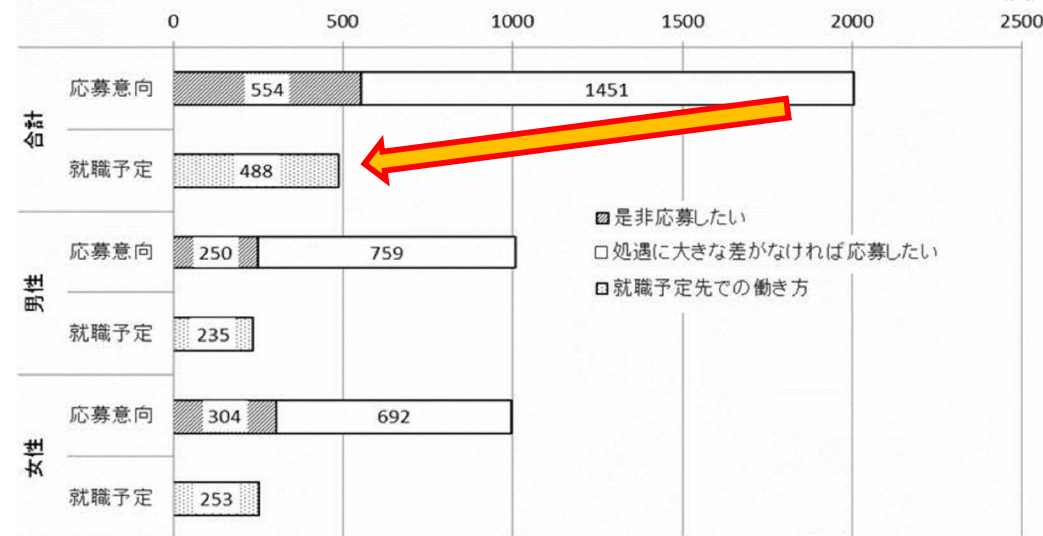 0 500 1000 1500 2000 2500
合計
応募意向 554 1451
就職予定 488
是非応募したい
処遇に大きな差がなければ応募したい
就職予定先での働き方
男性
応募意向 250 759
就職予定 235
女性
応募意向 304 692
就職予定 253